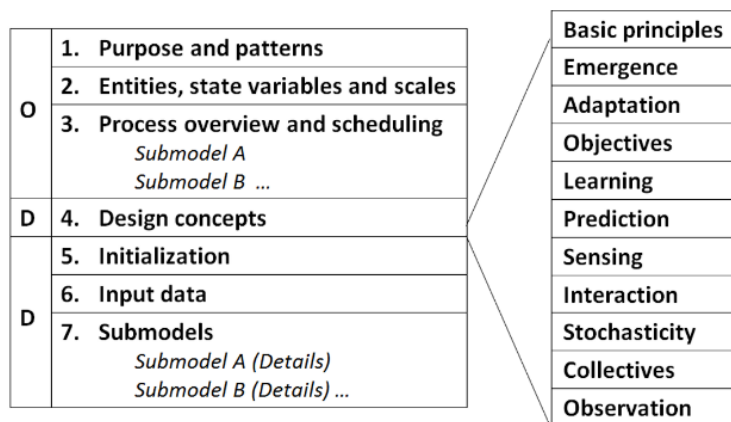 O
1. Purpose and patterns
2. Entities, state variables and scales
3. Process overview and scheduling
Submodel A
Submodel B ...
D
4. Design concepts
D
5. Initialization
6. Input data
7. Submodels
Submodel A (Details)
Submodel B (Details) ...
Basic principles
Emergence
Adaptation
Objectives
Learning
Prediction
Sensing
Interaction
Stochasticity
Collectives
Observation